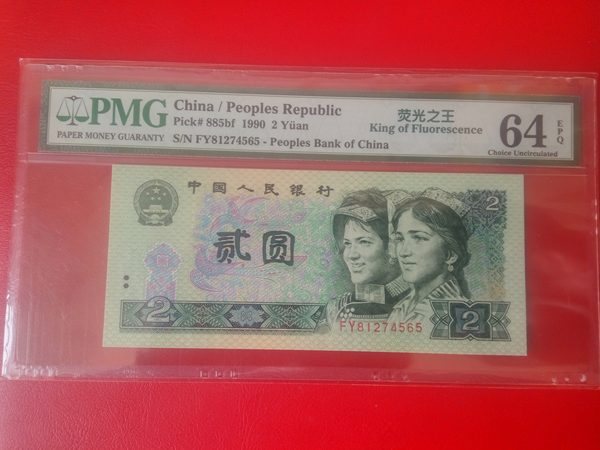 PMG
PAPER MONEY GUARANTY
China / Peoples Republic
Pick# 885bf 1990 2 Yüan
S/N FY81274565 - Peoples Bank of China
荧光之王
King of Fluorescence
64 EPQ
Choice Uncirculated
中国人民银行
贰圆
2
2
2
FY81274565